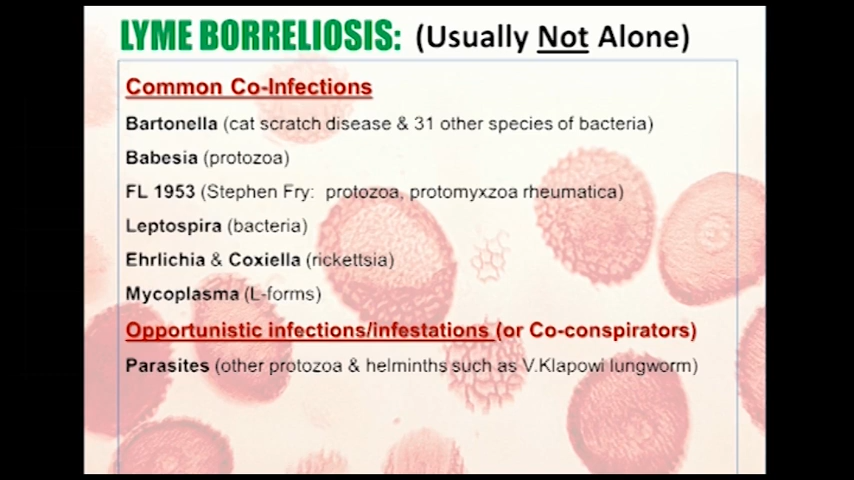 LYME BORRELIOSIS: (Usually Not Alone)
Common Co-Infections
Bartonella (cat scratch disease & 31 other species of bacteria)
Babesia (protozoa)
FL 1953 (Stephen Fry: protozoa, protomyxzoa rheumatica)
Leptospira (bacteria)
Ehrlichia & Coxiella (rickettsia)
Mycoplasma (L-forms)
Opportunistic infections/infestations (or Co-conspirators)
Parasites (other protozoa & helminths such as V.Klapowi lungworm)